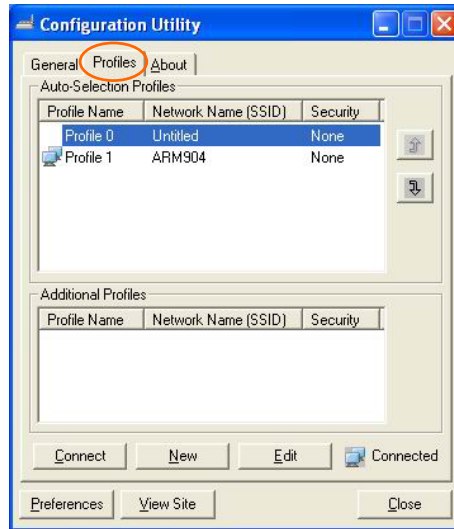 Configuration Utility
General Profiles About
Auto-Selection Profiles
Profile Name Network Name (SSID) Security
Profile 0 Untitled None
Profile 1 ARM904 None
Additional Profiles
Profile Name Network Name (SSID) Security
Connect New Edit Connected
Preferences View Site Close